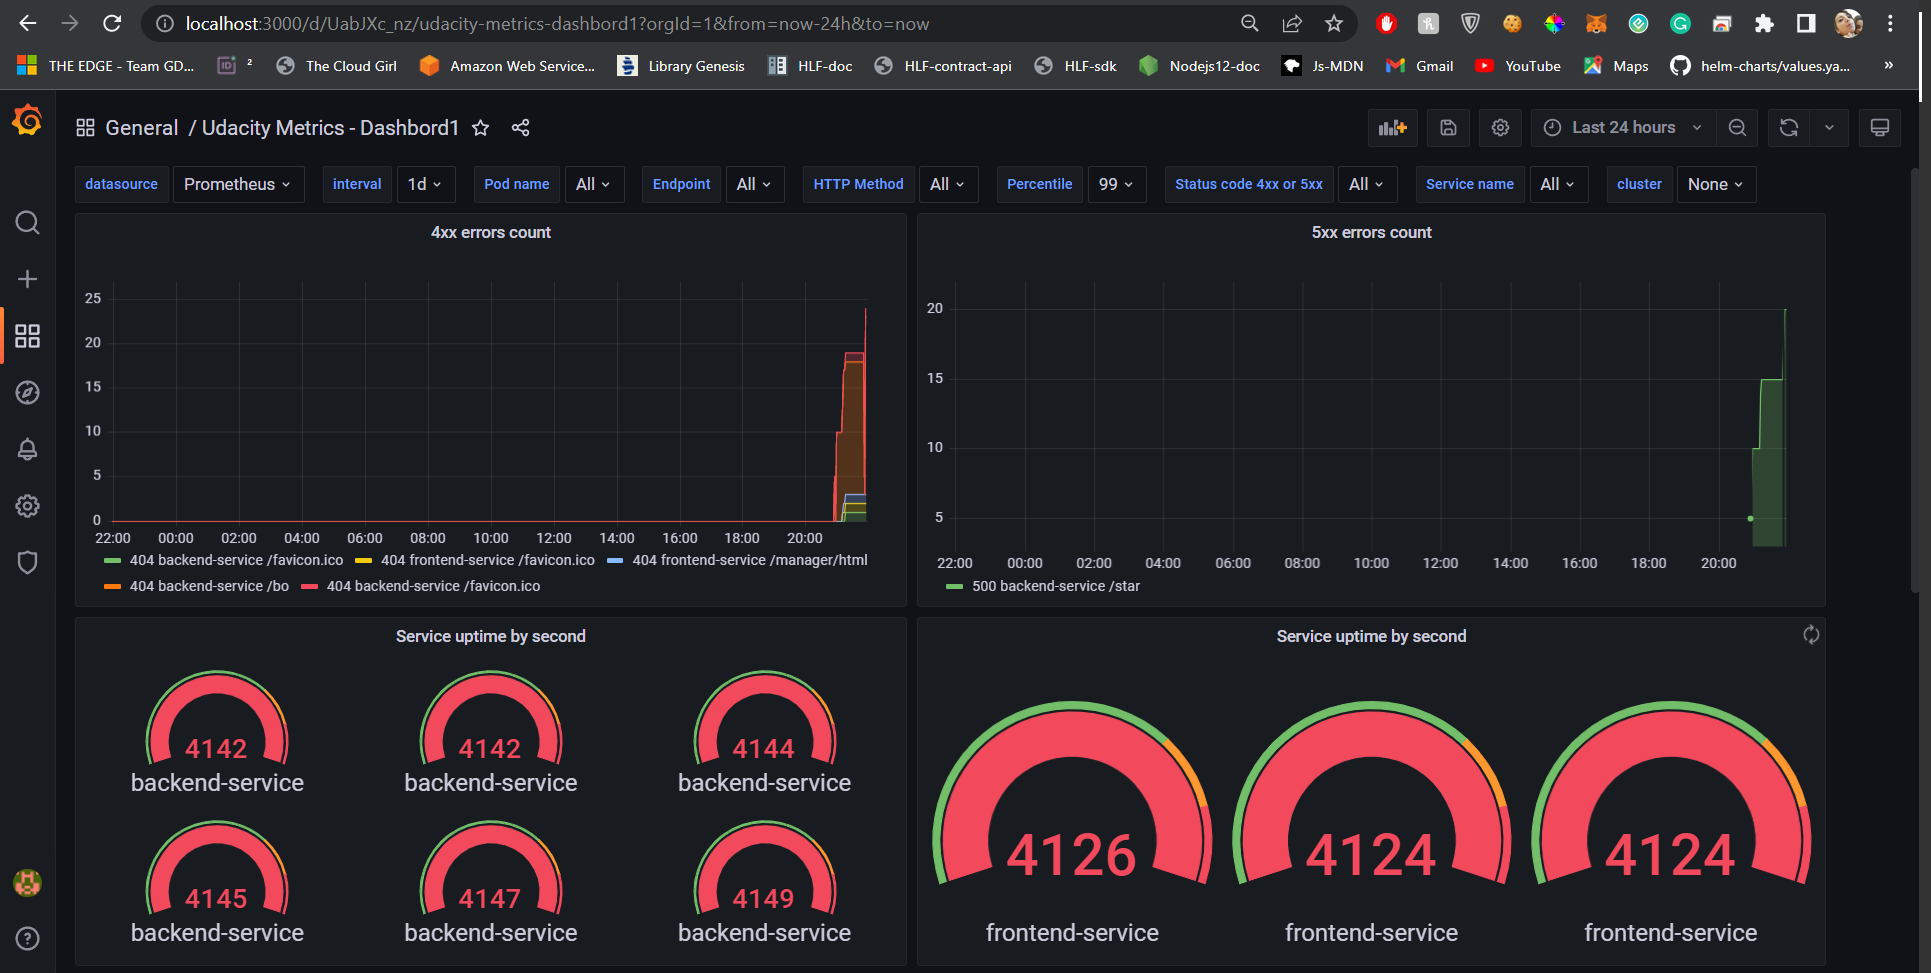 localhost:3000/d/UabJXc_nz/udacity-metrics-dashbord1?orgId=1&from=now-24h&to=now
THE EDGE - Team GD... 2 The Cloud Girl Amazon Web Service... Library Genesis HLF-doc HLF-contract-api HLF-sdk Nodejs12-doc Js-MDN Gmail YouTube Maps helm-charts/values.ya... »
General / Udacity Metrics - Dashbord1 Last 24 hours
datasource Prometheus interval 1d Pod name All Endpoint All HTTP Method All Percentile 99 Status code 4xx or 5xx All Service name All cluster None
4xx errors count
25
20
15
10
5
0
22:00 00:00 02:00 04:00 06:00 08:00 10:00 12:00 14:00 16:00 18:00 20:00
404 backend-service /favicon.ico 404 frontend-service /favicon.ico 404 frontend-service /manager/html
404 backend-service /bo 404 backend-service /favicon.ico
5xx errors count
20
15
10
5
22:00 00:00 02:00 04:00 06:00 08:00 10:00 12:00 14:00 16:00 18:00 20:00
500 backend-service /star
Service uptime by second
4142 4142 4144
backend-service backend-service backend-service
4145 4147 4149
backend-service backend-service backend-service
Service uptime by second
4126 4124 4124
frontend-service frontend-service frontend-service